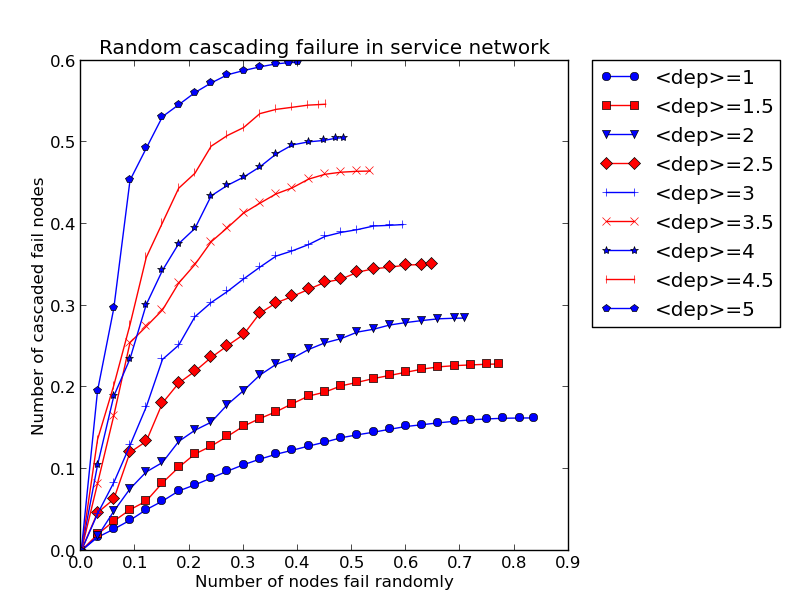 Random cascading failure in service network
Number of cascaded fail nodes
0.6
0.5
0.4
0.3
0.2
0.1
0.0
0.0 0.1 0.2 0.3 0.4 0.5 0.6 0.7 0.8 0.9
Number of nodes fail randomly
<dep>=1
<dep>=1.5
<dep>=2
<dep>=2.5
<dep>=3
<dep>=3.5
<dep>=4
<dep>=4.5
<dep>=5